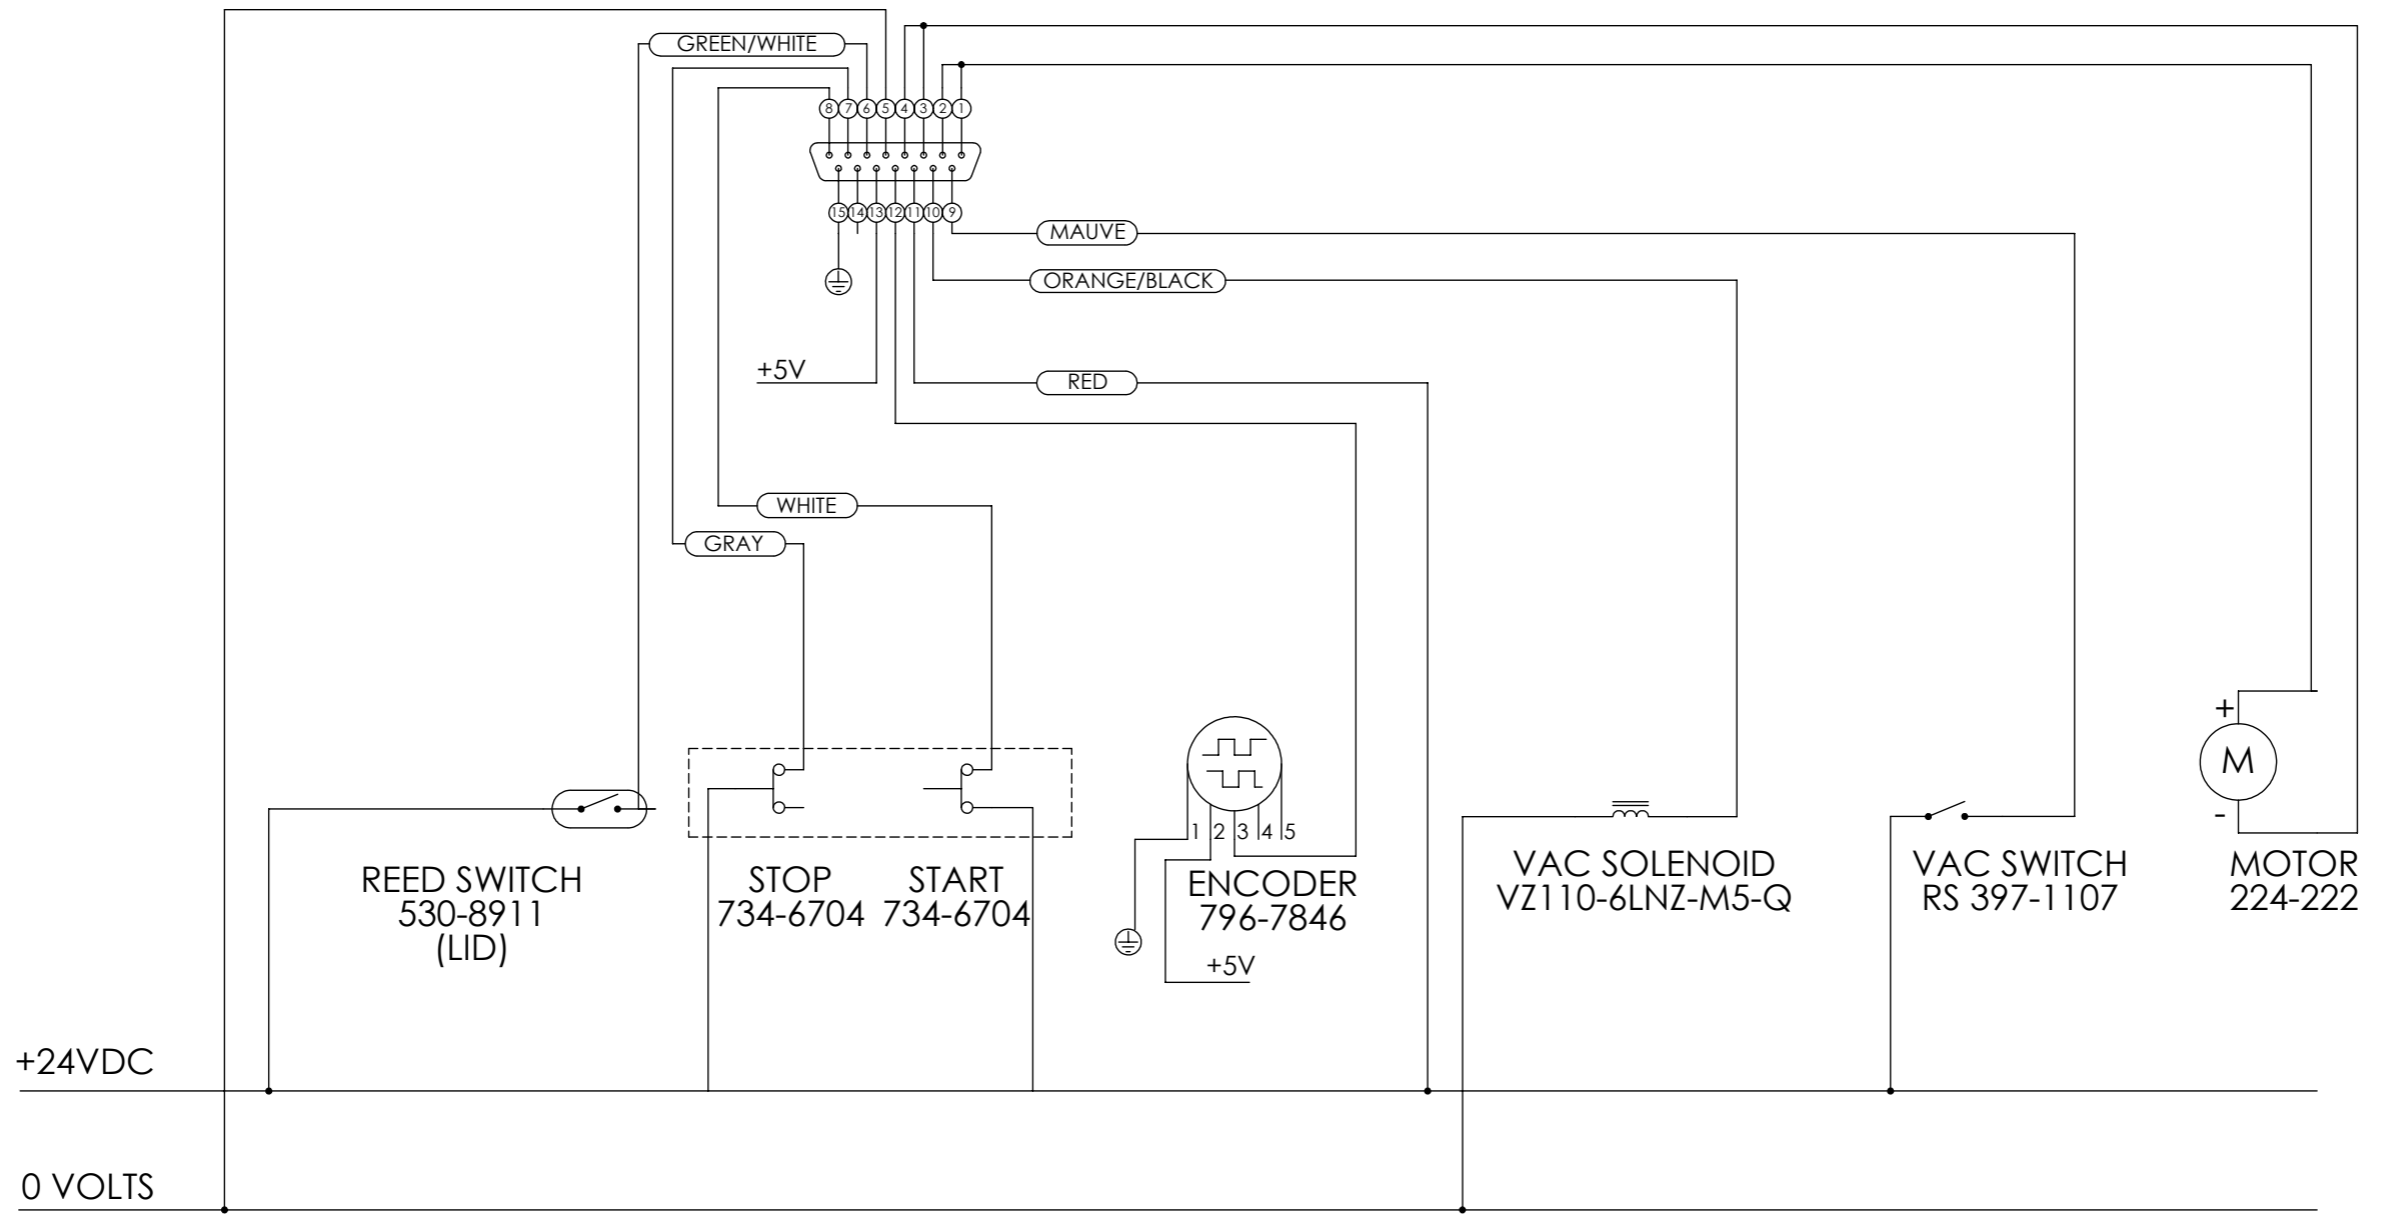 GREEN/WHITE
8 7 6 5 4 3 2 1
15 14 13 12 11 10 9
MAUVE
ORANGE/BLACK
+5V
RED
WHITE
GRAY
+
M
-
1 2 3 4 5
REED SWITCH
530-8911
(LID)
STOP
734-6704
START
734-6704
ENCODER
796-7846
+5V
VAC SOLENOID
VZ110-6LNZ-M5-Q
VAC SWITCH
RS 397-1107
MOTOR
224-222
+24VDC
0 VOLTS